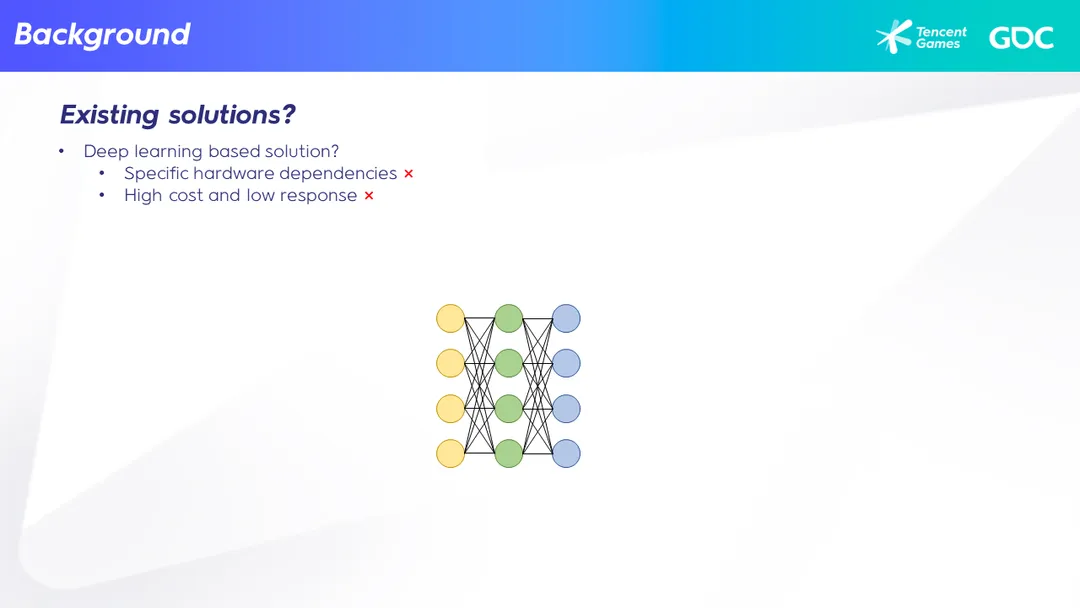 Background
Tencent
Games
GDC
Existing solutions?
• Deep learning based solution?
• Specific hardware dependencies ×
• High cost and low response ×